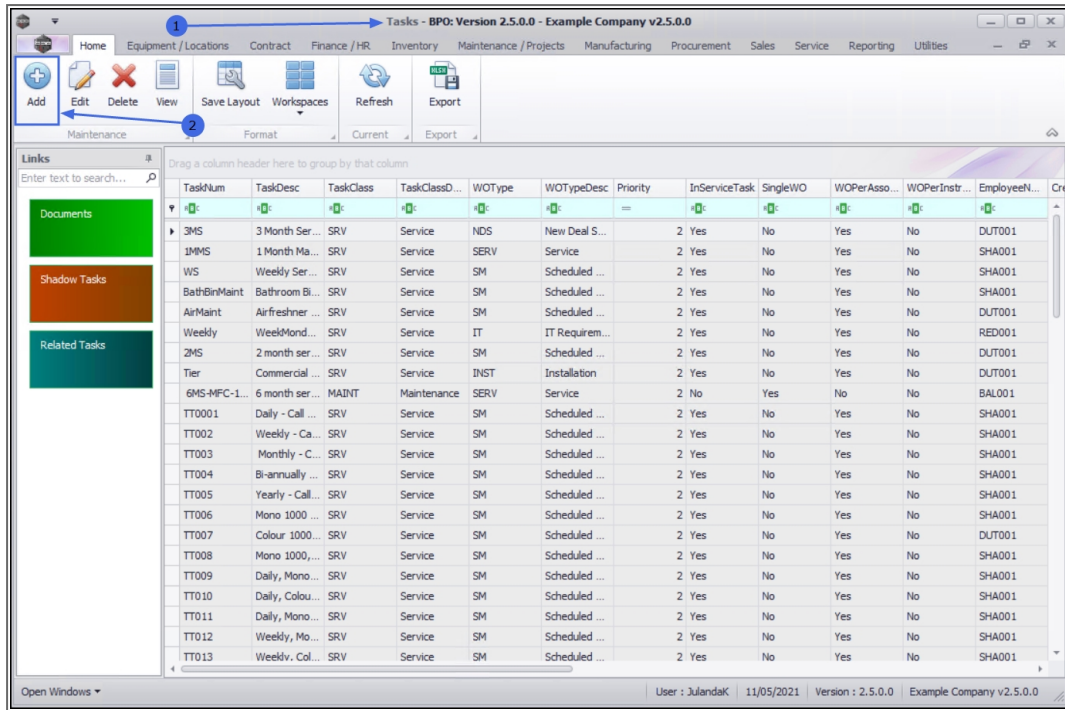 1
Tasks - BPO: Version 2.5.0.0 - Example Company v2.5.0.0
Home Equipment / Locations Contract Finance / HR Inventory Maintenance / Projects Manufacturing Procurement Sales Service Reporting Utilities
Add Edit Delete View Save Layout Workspaces Refresh Export
2
Maintenance Format Current Export
Links
Drag a column header here to group by that column
Enter text to search...
TaskNum TaskDesc TaskClass TaskClassD... WOType WOTypeDesc Priority InServiceTask SingleWO WOPerAsso... WOPerInstr... EmployeeN... Cre
=
Documents
Shadow Tasks
Related Tasks
3MS 3 Month Ser... SRV Service NDS New Deal S... 2 Yes No Yes No DUT001
1MMS 1 Month Ma... SRV Service SERV Service 2 Yes No Yes No SHA001
WS Weekly Ser... SRV Service SM Scheduled ... 2 Yes No Yes No SHA001
BathBinMaint Bathroom Bi... SRV Service SM Scheduled ... 2 Yes No Yes No SHA001
AirMaint Airfreshner ... SRV Service SM Scheduled ... 2 Yes No Yes No DUT001
Weekly WeekMond... SRV Service IT IT Requirem... 2 Yes No Yes No RED001
2MS 2 month ser... SRV Service SM Scheduled ... 2 Yes No Yes No DUT001
Tier Commercial ... SRV Service INST Installation 2 Yes No Yes No DUT001
6MS-MFC-1... 6 month ser... MAINT Maintenance SERV Service 2 No Yes No No BAL001
TT0001 Daily - Call ... SRV Service SM Scheduled ... 2 Yes No Yes No SHA001
TT002 Weekly - Ca... SRV Service SM Scheduled ... 2 Yes No Yes No SHA001
TT003 Monthly - C... SRV Service SM Scheduled ... 2 Yes No Yes No SHA001
TT004 Bi-annually ... SRV Service SM Scheduled ... 2 Yes No Yes No SHA001
TT005 Yearly - Call... SRV Service SM Scheduled ... 2 Yes No Yes No SHA001
TT006 Mono 1000 ... SRV Service SM Scheduled ... 2 Yes No Yes No SHA001
TT007 Colour 1000... SRV Service SM Scheduled ... 2 Yes No Yes No DUT001
TT008 Mono 1000,... SRV Service SM Scheduled ... 2 Yes No Yes No SHA001
TT009 Daily, Mono... SRV Service SM Scheduled ... 2 Yes No Yes No SHA001
TT010 Daily, Colou... SRV Service SM Scheduled ... 2 Yes No Yes No SHA001
TT011 Daily, Mono... SRV Service SM Scheduled ... 2 Yes No Yes No SHA001
TT012 Weekly, Mo... SRV Service SM Scheduled ... 2 Yes No Yes No SHA001
TT013 Weekly, Col... SRV Service SM Scheduled ... 2 Yes No Yes No SHA001
Open Windows User : JulandaK 11/05/2021 Version : 2.5.0.0 Example Company v2.5.0.0